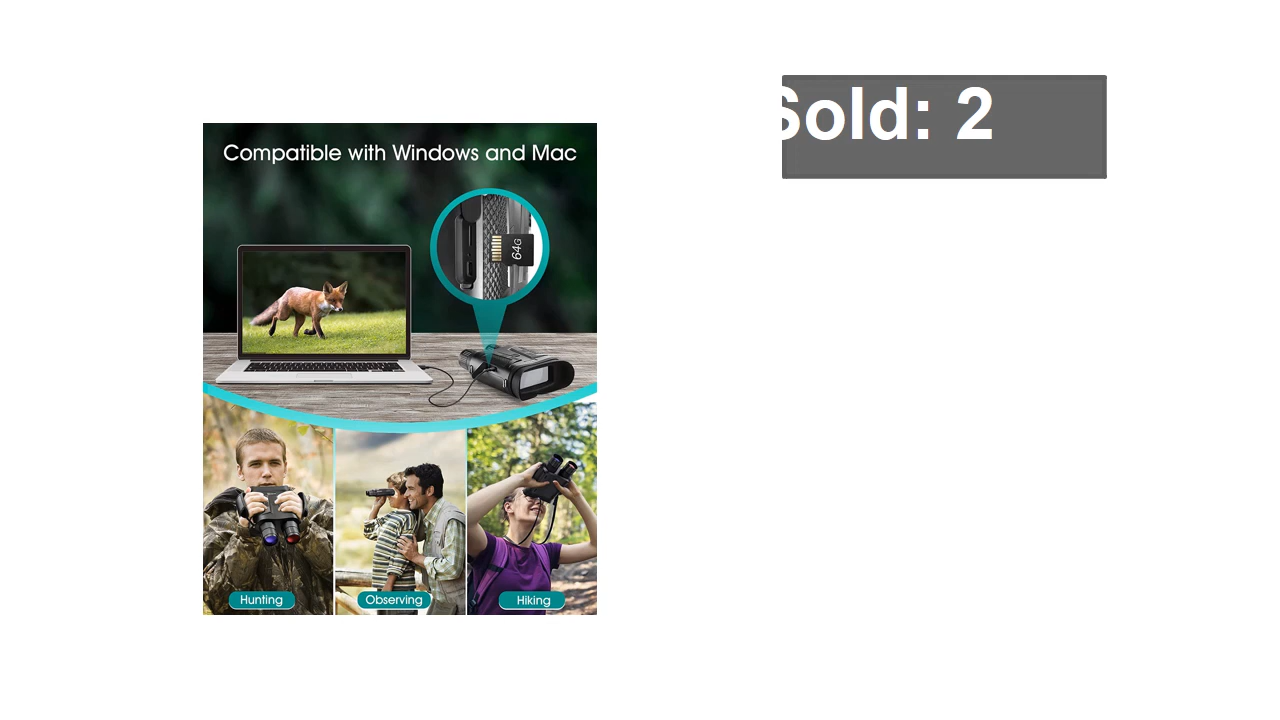 Compatible with Windows and Mac
64G
Hunting
Observing
Hiking
Sold: 2